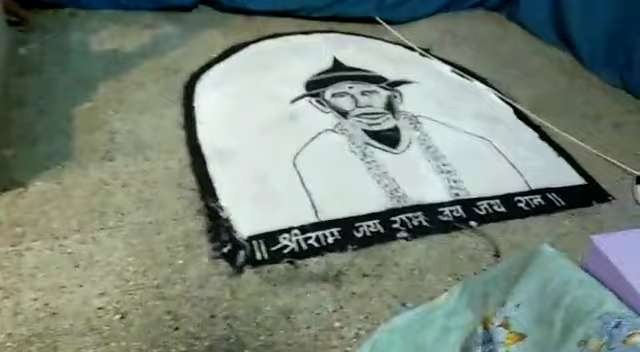 ॥ श्रीराम जय राम जय जय राम ॥